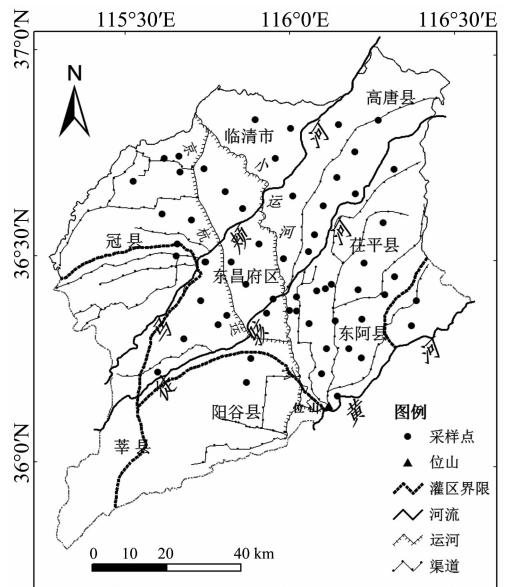 115°30′E
116°0′E
116°30′E
37°0′N
36°30′N
36°0′N
N
高唐县
临清市
河
小
运
河
冠县
茌平县
东昌府区
颊
马
河
徒
东阿县
河
黄
阳谷县
位山
莘县
图例
采样点
位山
灌区界限
河流
运河
渠道
0 10 20 40 km